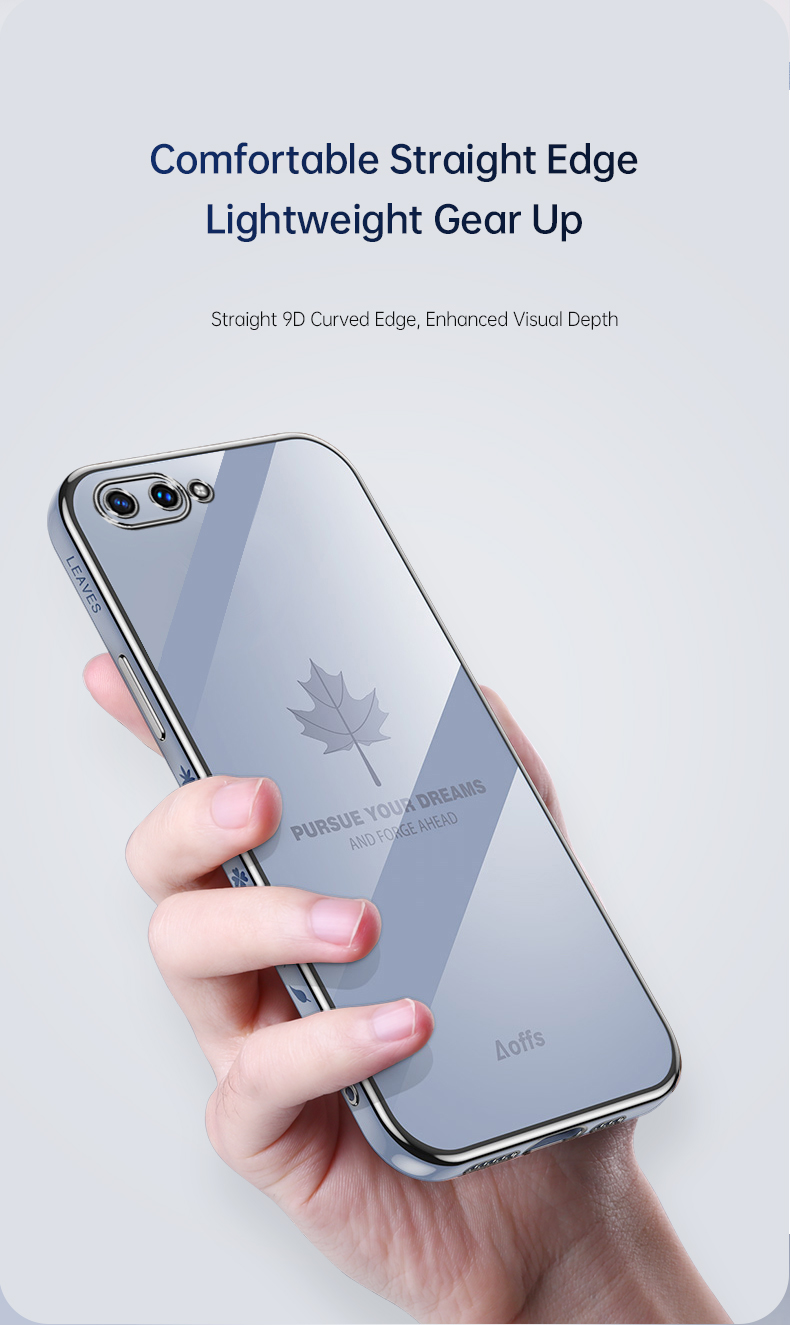 Comfortable Straight Edge
Lightweight Gear Up
Straight 9D Curved Edge, Enhanced Visual Depth
LEAVES
PURSUE YOUR DREAMS
AND FORGE AHEAD
Aoffs